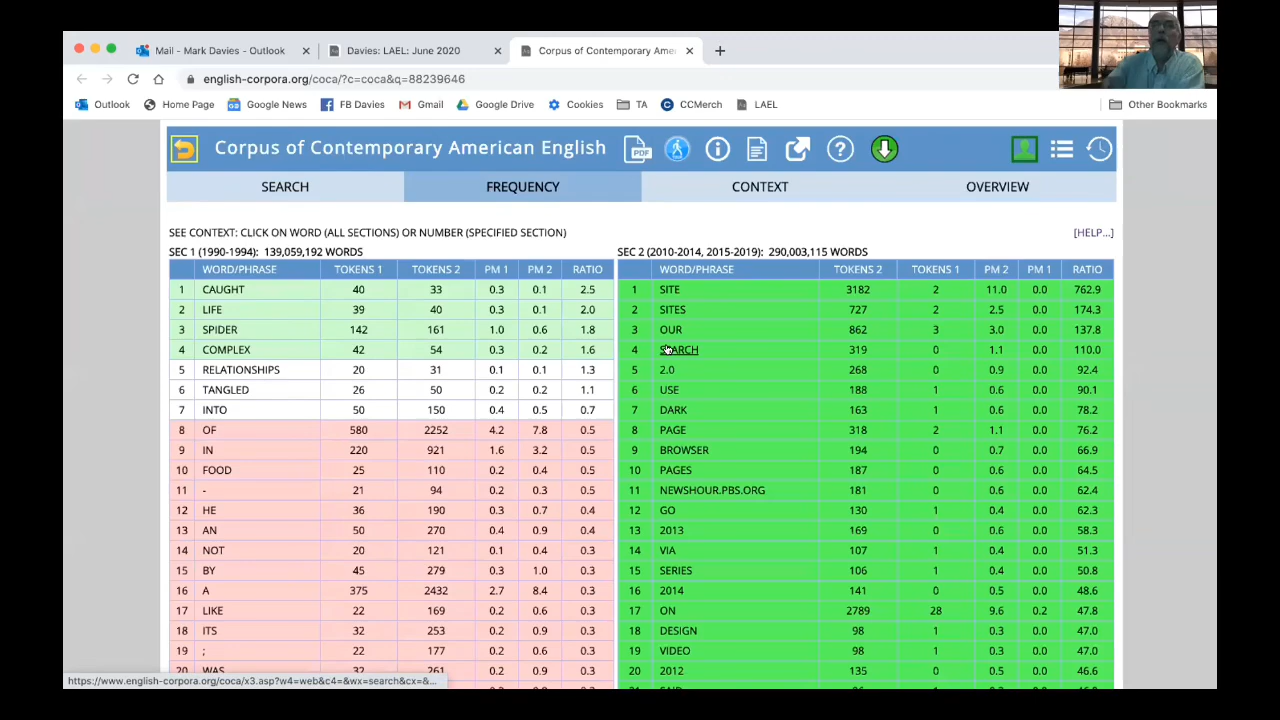 Mail - Mark Davies - Outlook
Davies: LAEL: June 2020
Corpus of Contemporary Amer
english-corpora.org/coca/?c=coca&q=88239646
Outlook Home Page Google News FB Davies Gmail Google Drive Cookies TA CCMerch LAEL Other Bookmarks
Corpus of Contemporary American English
PDF
SEARCH FREQUENCY CONTEXT OVERVIEW
SEE CONTEXT: CLICK ON WORD (ALL SECTIONS) OR NUMBER (SPECIFIED SECTION) [HELP...]
SEC 1 (1990-1994): 139,059,192 WORDS
WORD/PHRASE TOKENS 1 TOKENS 2 PM 1 PM 2 RATIO
1 CAUGHT 40 33 0.3 0.1 2.5
2 LIFE 39 40 0.3 0.1 2.0
3 SPIDER 142 161 1.0 0.6 1.8
4 COMPLEX 42 54 0.3 0.2 1.6
5 RELATIONSHIPS 20 31 0.1 0.1 1.3
6 TANGLED 26 50 0.2 0.2 1.1
7 INTO 50 150 0.4 0.5 0.7
8 OF 580 2252 4.2 7.8 0.5
9 IN 220 921 1.6 3.2 0.5
10 FOOD 25 110 0.2 0.4 0.5
11 - 21 94 0.2 0.3 0.5
12 HE 36 190 0.3 0.7 0.4
13 AN 50 270 0.4 0.9 0.4
14 NOT 20 121 0.1 0.4 0.3
15 BY 45 279 0.3 1.0 0.3
16 A 375 2432 2.7 8.4 0.3
17 LIKE 22 169 0.2 0.6 0.3
18 ITS 32 253 0.2 0.9 0.3
19 ; 22 177 0.2 0.6 0.3
20 WAS 32 261 0.2 0.9 0.3
SEC 2 (2010-2014, 2015-2019): 290,003,115 WORDS
WORD/PHRASE TOKENS 2 TOKENS 1 PM 2 PM 1 RATIO
1 SITE 3182 2 11.0 0.0 762.9
2 SITES 727 2 2.5 0.0 174.3
3 OUR 862 3 3.0 0.0 137.8
4 SEARCH 319 0 1.1 0.0 110.0
5 2.0 268 0 0.9 0.0 92.4
6 USE 188 1 0.6 0.0 90.1
7 DARK 163 1 0.6 0.0 78.2
8 PAGE 318 2 1.1 0.0 76.2
9 BROWSER 194 0 0.7 0.0 66.9
10 PAGES 187 0 0.6 0.0 64.5
11 NEWSHOUR.PBS.ORG 181 0 0.6 0.0 62.4
12 GO 130 1 0.4 0.0 62.3
13 2013 169 0 0.6 0.0 58.3
14 VIA 107 1 0.4 0.0 51.3
15 SERIES 106 1 0.4 0.0 50.8
16 2014 141 0 0.5 0.0 48.6
17 ON 2789 28 9.6 0.2 47.8
18 DESIGN 98 1 0.3 0.0 47.0
19 VIDEO 98 1 0.3 0.0 47.0
20 2012 135 0 0.5 0.0 46.6
https://www.english-corpora.org/coca/x3.asp?w4=web&c4=&wx=search&cx=&...